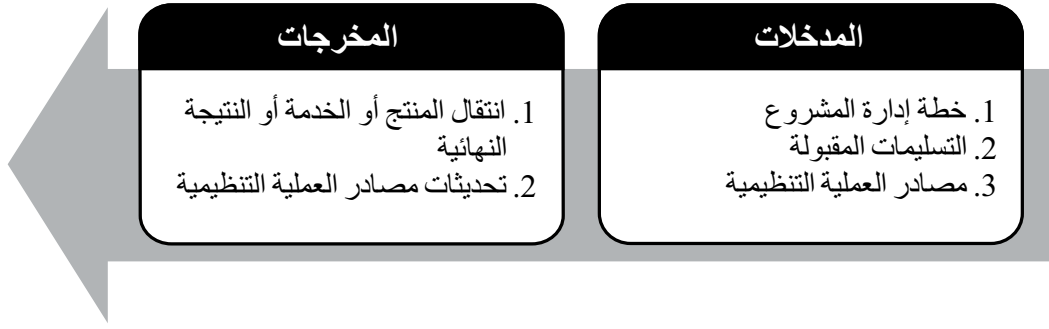 المدخلات
1. خطة إدارة المشروع
2. التسليمات المقبولة
3. مصادر العملية التنظيمية
المخرجات
1. انتقال المنتج أو الخدمة أو النتيجة
النهائية
2. تحديثات مصادر العملية التنظيمية